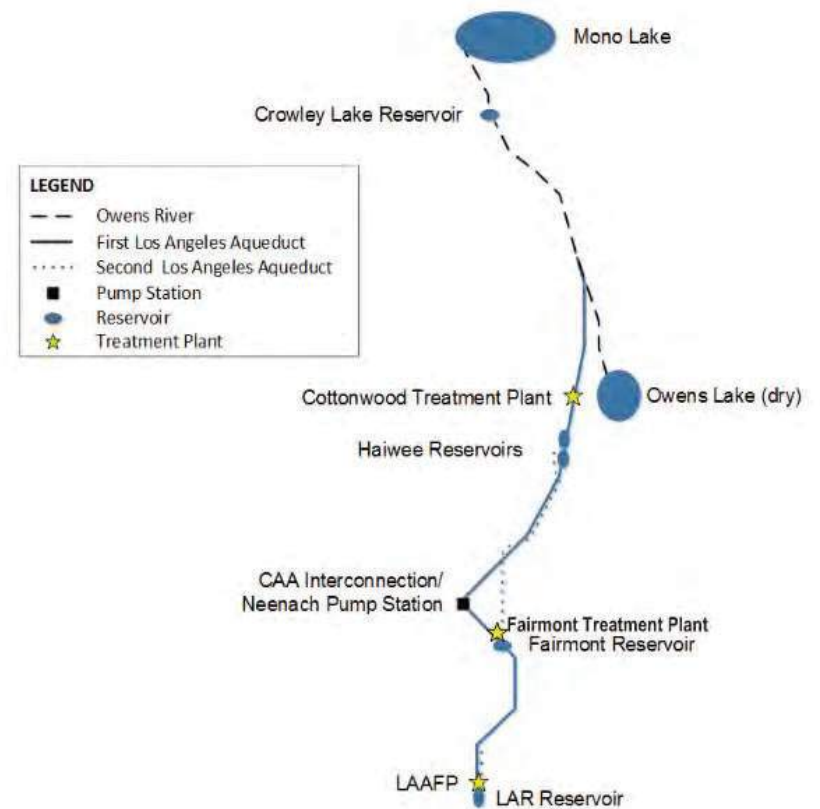 Mono Lake
Crowley Lake Reservoir
LEGEND
Owens River
First Los Angeles Aqueduct
Second Los Angeles Aqueduct
Pump Station
Reservoir
Treatment Plant
Cottonwood Treatment Plant
Owens Lake (dry)
Haiwee Reservoirs
CAA Interconnection/
Neenach Pump Station
Fairmont Treatment Plant
Fairmont Reservoir
LAAFP
LAR Reservoir